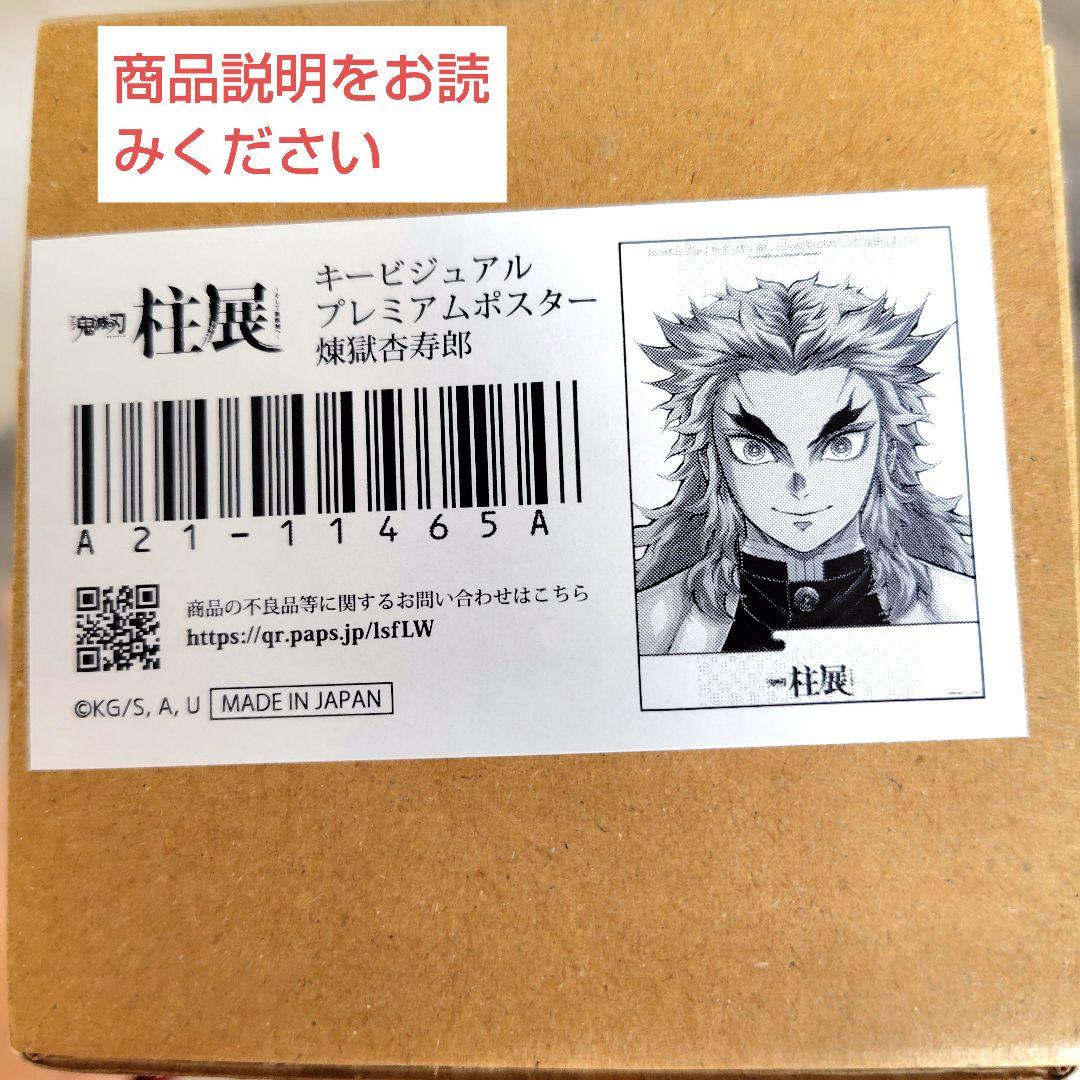 商品説明をお読
みください
鬼滅の刃 柱展
キービジュアル
プレミアムポスター
煉獄杏寿郎
A21-11465A
商品の不良品等に関するお問い合わせはこちら
https://qr.paps.jp/lsfLW
©KG/S, A, U MADE IN JAPAN
柱展